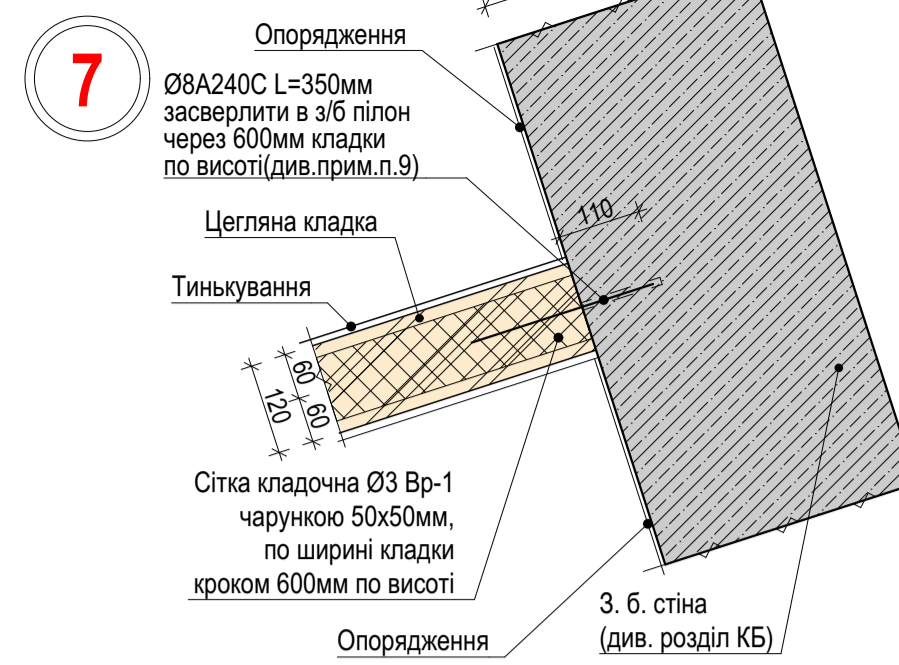 7
Опорядження
Ø8А240С L=350мм
засверлити в з/б пілон
через 600мм кладки
по висоті(див.прим.п.9)
110
Цегляна кладка
Тинькування
60
120
60
Сітка кладочна Ø3 Вр-1
чарункою 50х50мм,
по ширині кладки
кроком 600мм по висоті
З. б. стіна
(див. розділ КБ)
Опорядження